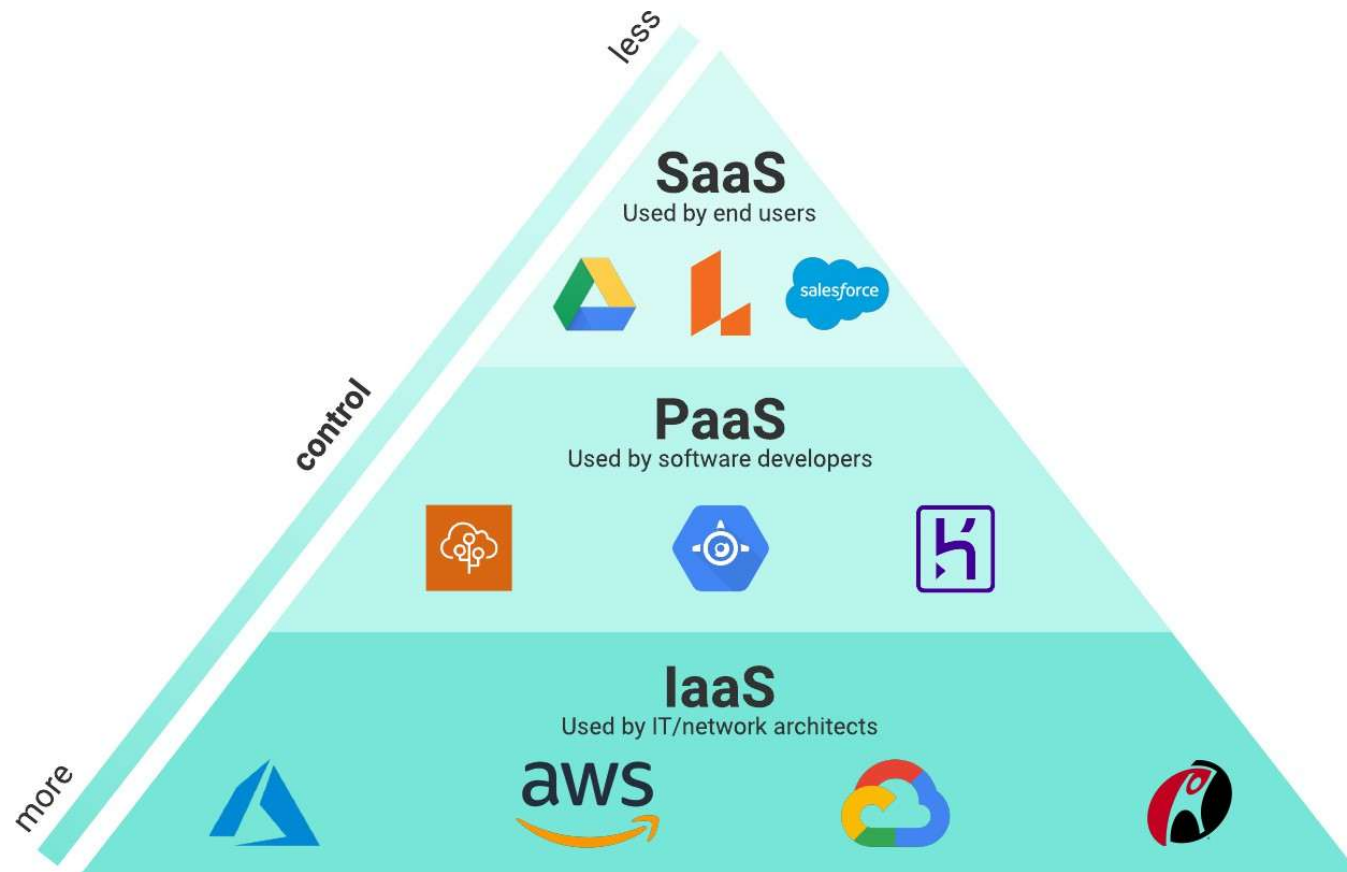 less
SaaS
Used by end users
salesforce
control
PaaS
Used by software developers
IaaS
Used by IT/network architects
more
aws